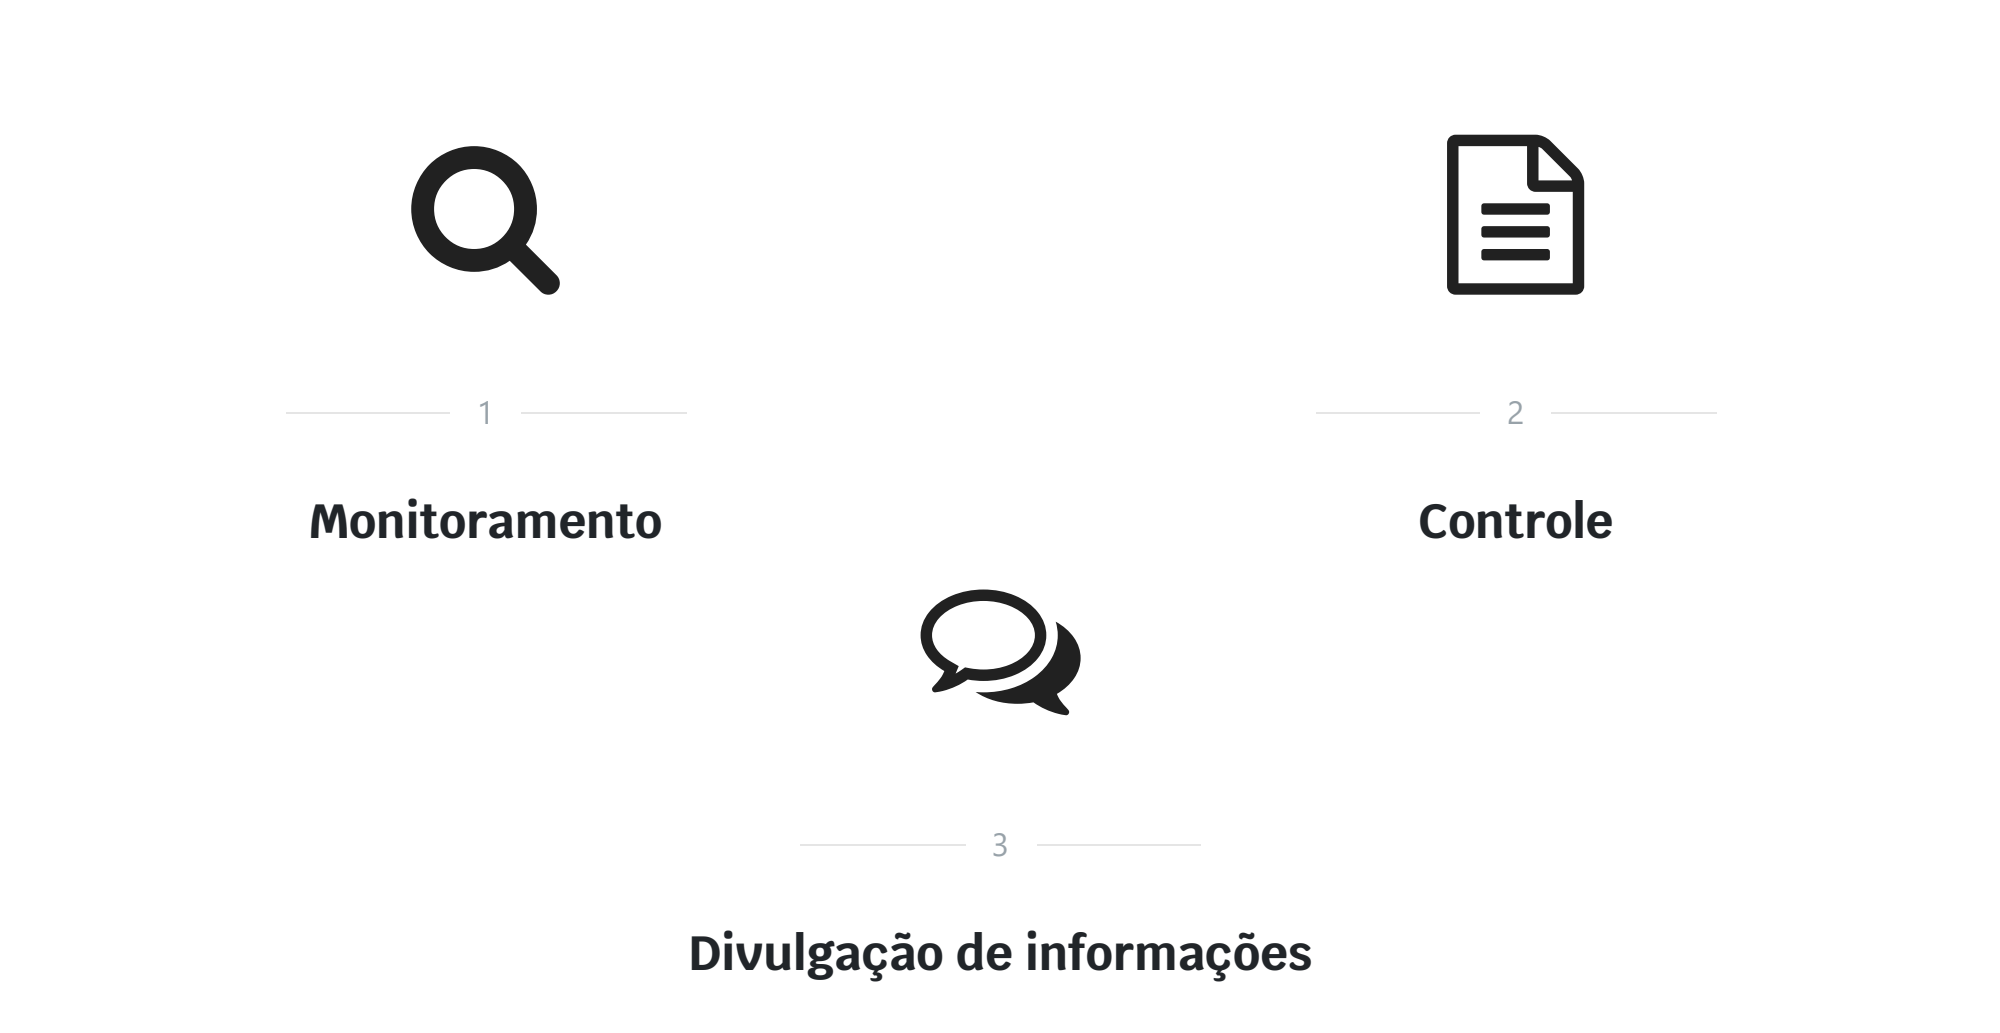 1
Monitoramento
2
Controle
3
Divulgação de informações